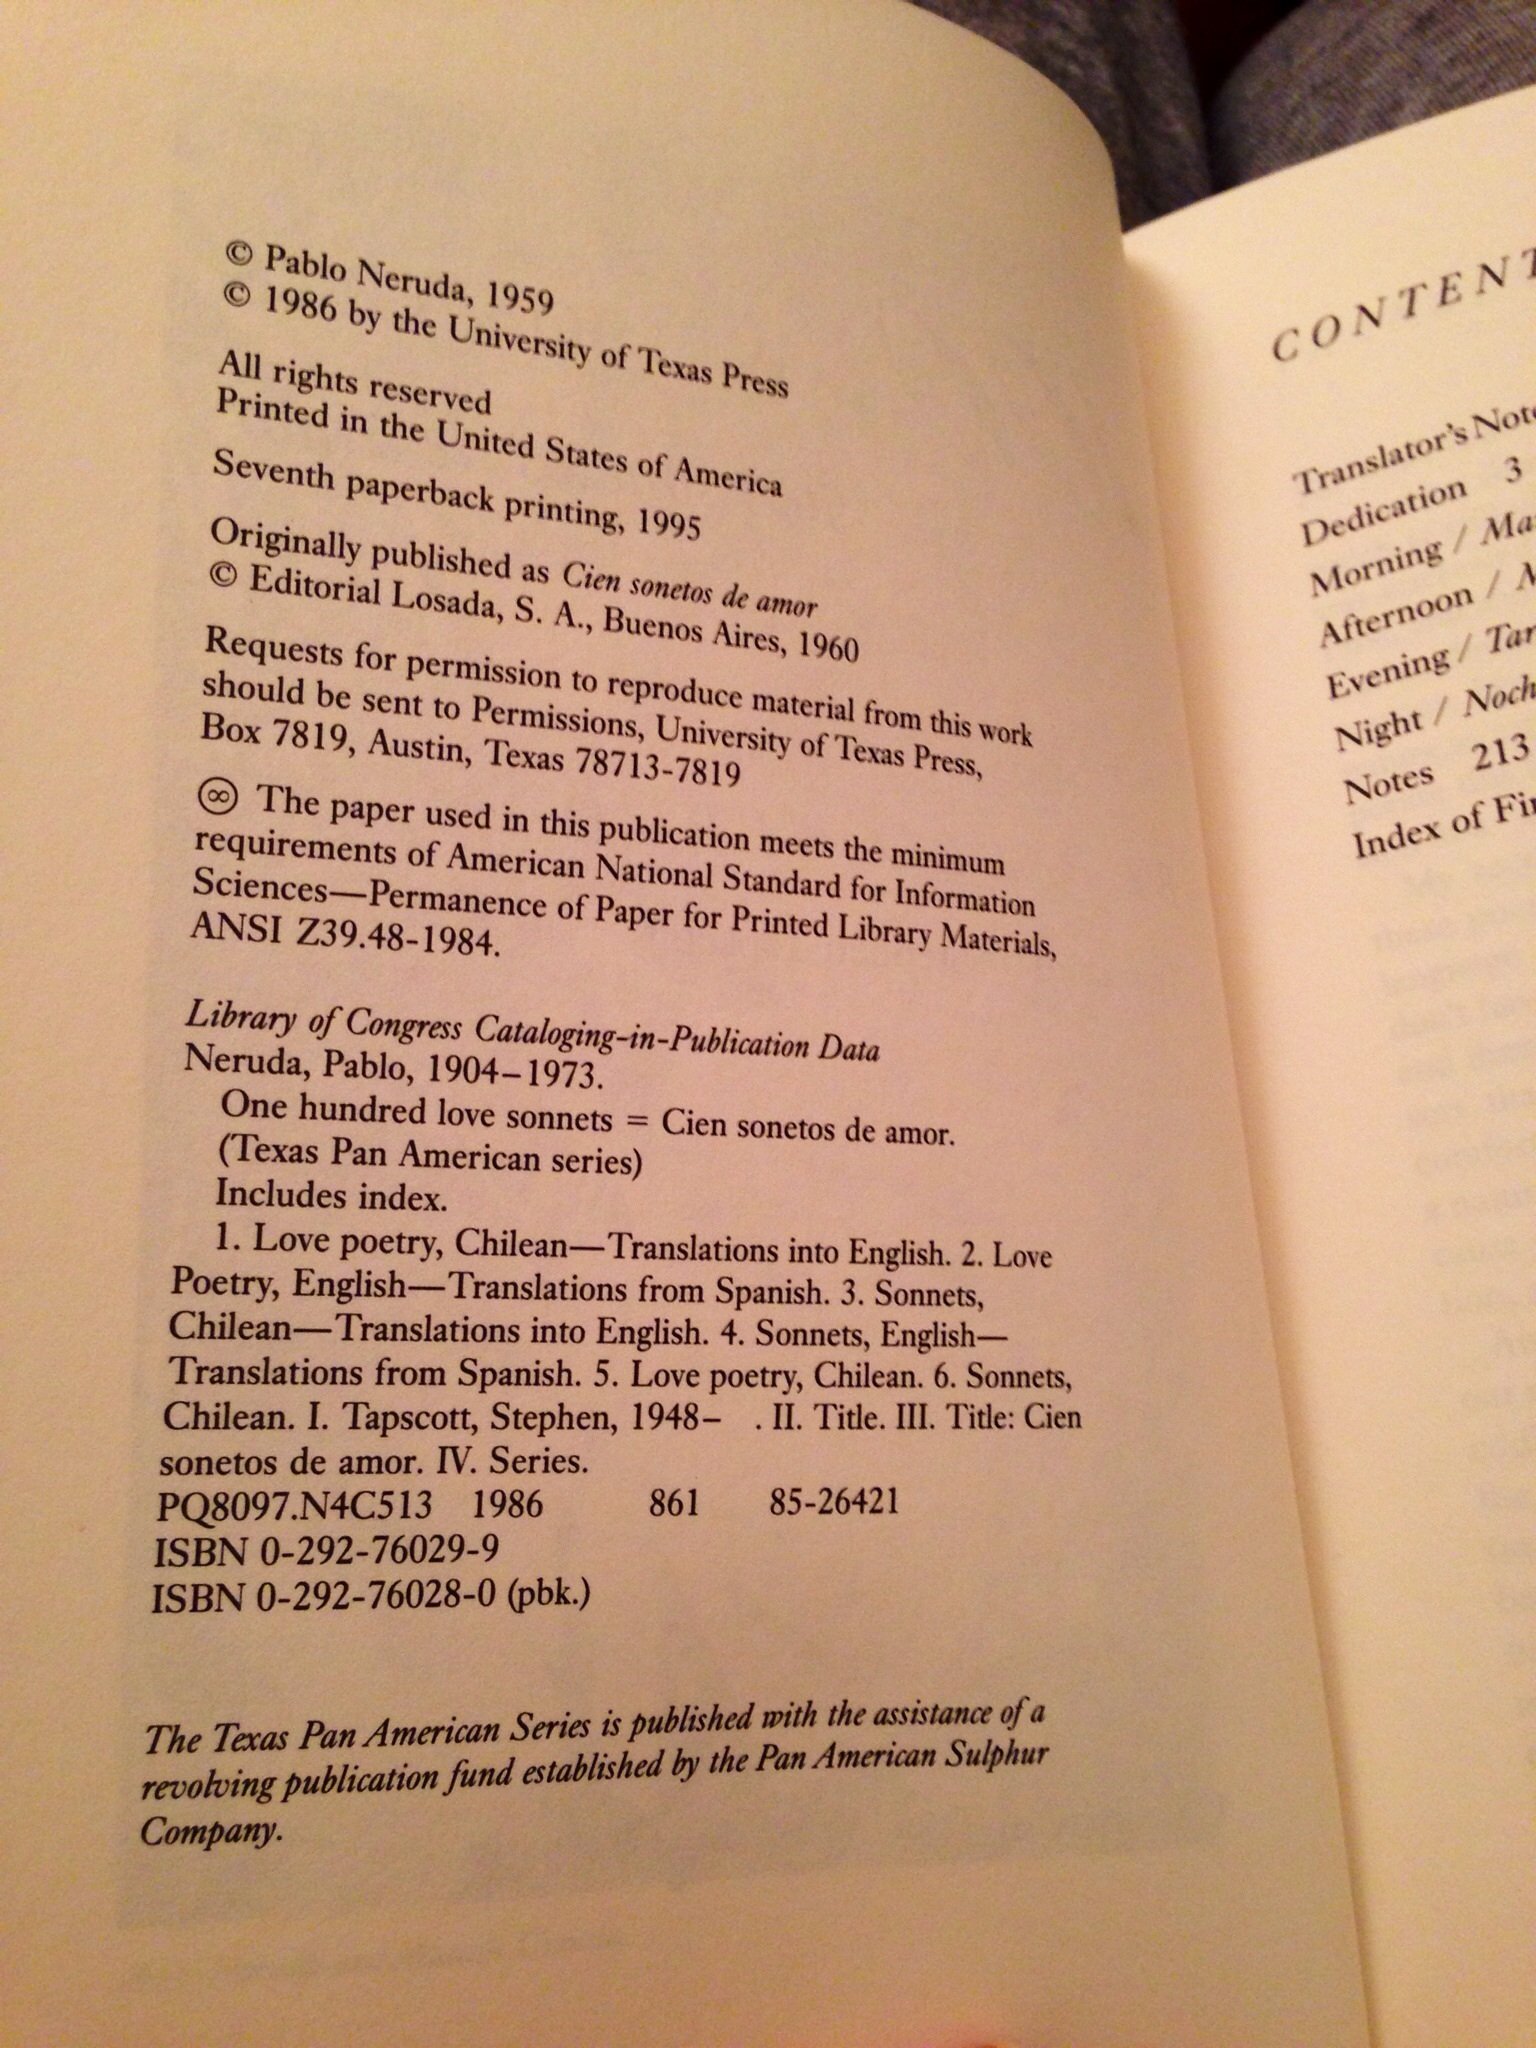 © Pablo Neruda, 1959
© 1986 by the University of Texas Press
All rights reserved
Printed in the United States of America
Seventh paperback printing, 1995
Originally published as Cien sonetos de amor
© Editorial Losada, S. A., Buenos Aires, 1960
Requests for permission to reproduce material from this work
should be sent to Permissions, University of Texas Press,
Box 7819, Austin, Texas 78713-7819
♾ The paper used in this publication meets the minimum
requirements of American National Standard for Information
Sciences—Permanence of Paper for Printed Library Materials,
ANSI Z39.48-1984.
Library of Congress Cataloging-in-Publication Data
Neruda, Pablo, 1904–1973.
One hundred love sonnets = Cien sonetos de amor.
(Texas Pan American series)
Includes index.
1. Love poetry, Chilean—Translations into English. 2. Love
Poetry, English—Translations from Spanish. 3. Sonnets,
Chilean—Translations into English. 4. Sonnets, English—
Translations from Spanish. 5. Love poetry, Chilean. 6. Sonnets,
Chilean. I. Tapscott, Stephen, 1948– . II. Title. III. Title: Cien
sonetos de amor. IV. Series.
PQ8097.N4C513 1986 861 85-26421
ISBN 0-292-76029-9
ISBN 0-292-76028-0 (pbk.)
The Texas Pan American Series is published with the assistance of a
revolving publication fund established by the Pan American Sulphur
Company.
CONTENT
Translator's Note
Dedication 3
Morning /
Afternoon /
Evening /
Night /
Notes 213
Index of